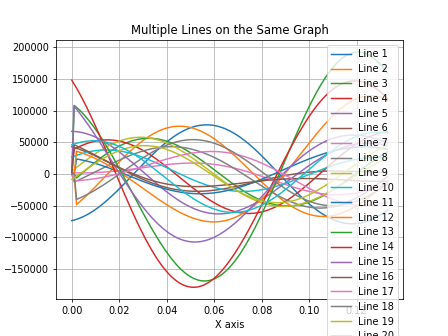 Multiple Lines on the Same Graph
200000
150000
100000
50000
0
−50000
−100000
−150000
0.00
0.02
0.04
0.06
0.08
0.10
0.12
X axis
Line 1
Line 2
Line 3
Line 4
Line 5
Line 6
Line 7
Line 8
Line 9
Line 10
Line 11
Line 12
Line 13
Line 14
Line 15
Line 16
Line 17
Line 18
Line 19
Line 20